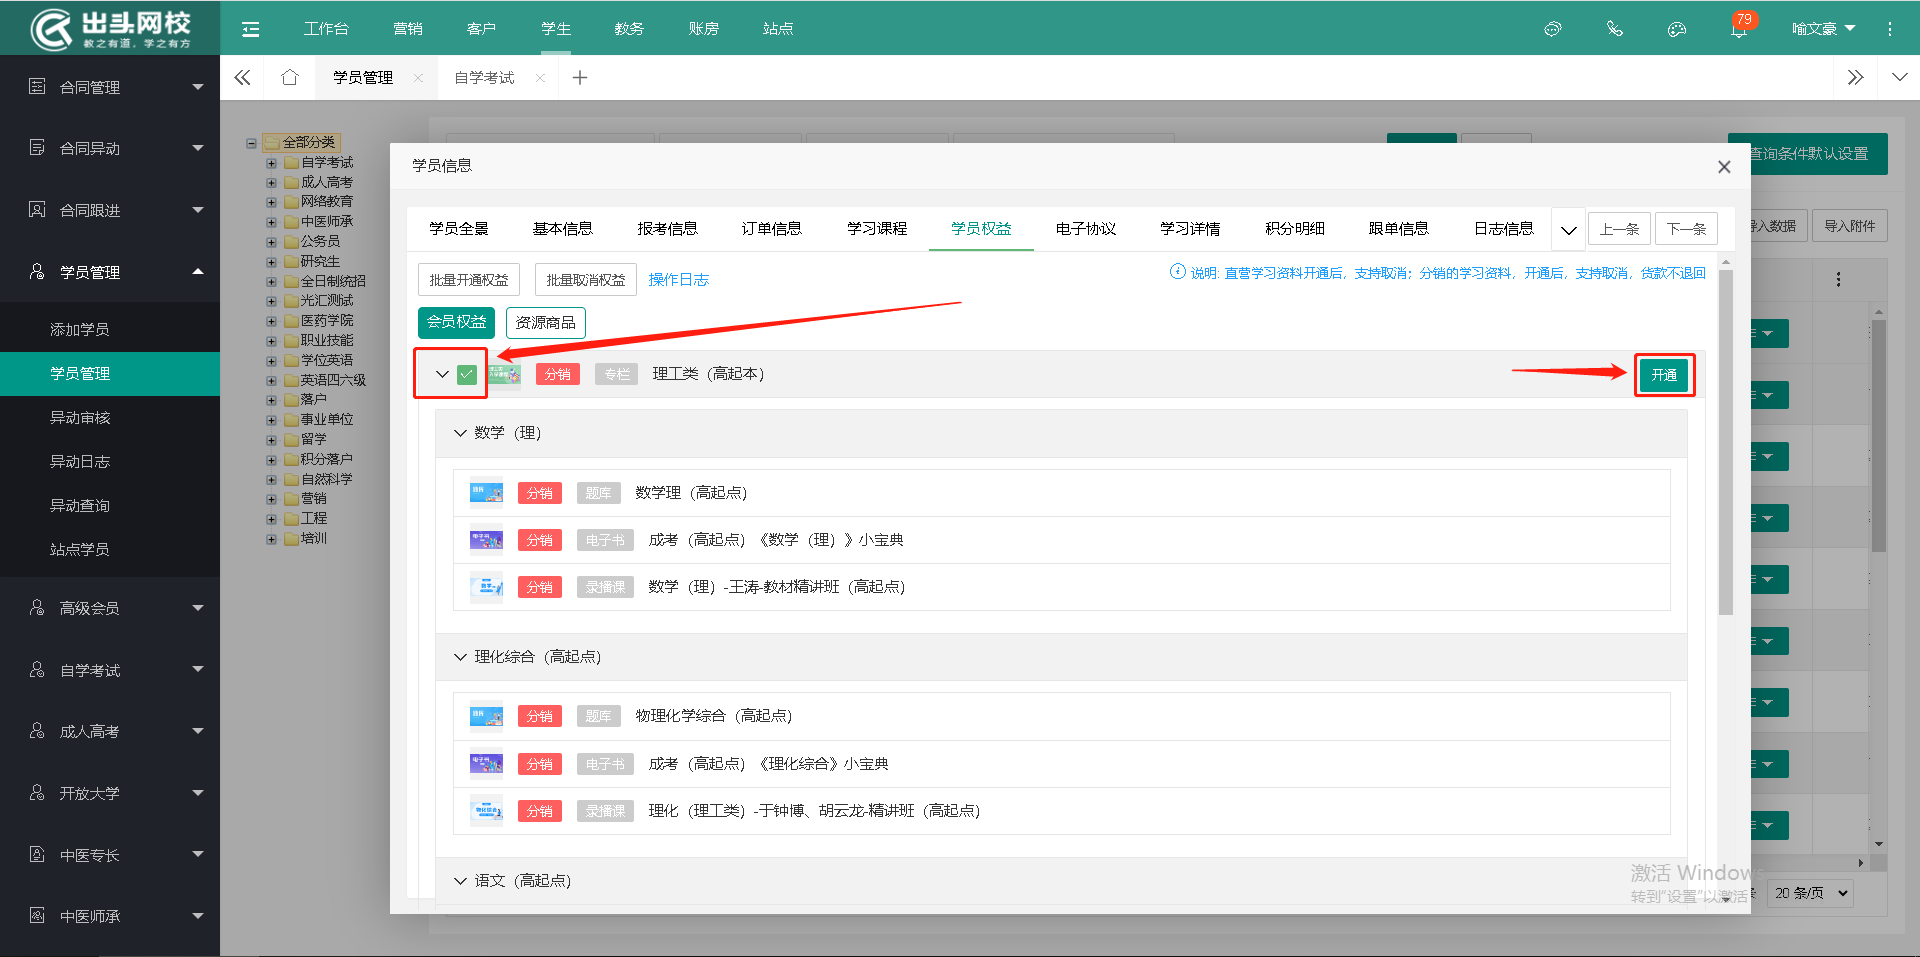 出头网校
教之有道，学之有方
工作台 营销 客户 学生 教务 账房 站点
79
喻文豪
学员管理 自学考试
合同管理
合同异动
合同跟进
学员管理
添加学员
学员管理
异动审核
异动日志
异动查询
站点学员
高级会员
自学考试
成人高考
开放大学
中医专长
中医师承
全部分类
自学考试
成人高考
网络教育
中医师承
公务员
研究生
全日制统招
光汇测试
医药学院
职业技能
学位英语
英语四六级
落户
事业单位
留学
积分落户
自然科学
营销
工程
培训
查询条件默认设置
导入数据 导入附件
学员信息
学员全景 基本信息 报考信息 订单信息 学习课程 学员权益 电子协议 学习详情 积分明细 跟单信息 日志信息 上一条 下一条
批量开通权益 批量取消权益 操作日志
说明: 直营学习资料开通后，支持取消；分销的学习资料，开通后，支持取消，货款不退回
会员权益 资源商品
分销 专栏 理工类（高起本） 开通
数学（理）
分销 题库 数学理（高起点）
分销 电子书 成考（高起点）《数学（理）》小宝典
分销 录播课 数学（理）-王涛-教材精讲班（高起点）
理化综合（高起点）
分销 题库 物理化学综合（高起点）
分销 电子书 成考（高起点）《理化综合》小宝典
分销 录播课 理化（理工类）-于钟博、胡云龙-精讲班（高起点）
语文（高起点）
激活 Windows
转到"设置"以激活
20 条/页